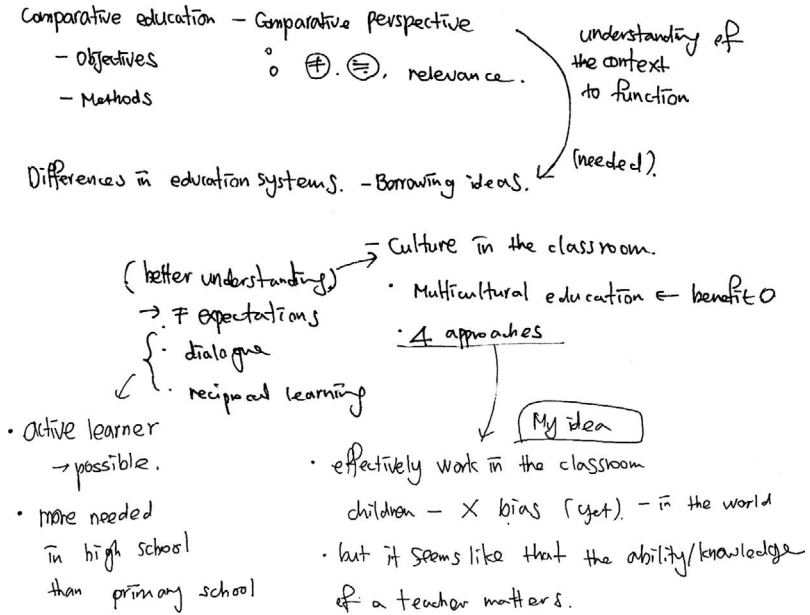 Comparative education - Comparative perspective
- Objectives
- Methods
: ≠. ≒. relevance.
understanding of
the context
to function
(needed).
Differences in education systems. - Borrowing ideas.
- Culture in the classroom.
(better understanding)
→ ≠ expectations
· dialogue
· reciprocal learning
· Multicultural education ← benefit O
· 4 approaches
· active learner
→ possible.
· more needed
in high school
than primary school
My idea
· effectively work in the classroom
children - X bias (yet) - in the world
· but it seems like that the ability/knowledge
of a teacher matters.